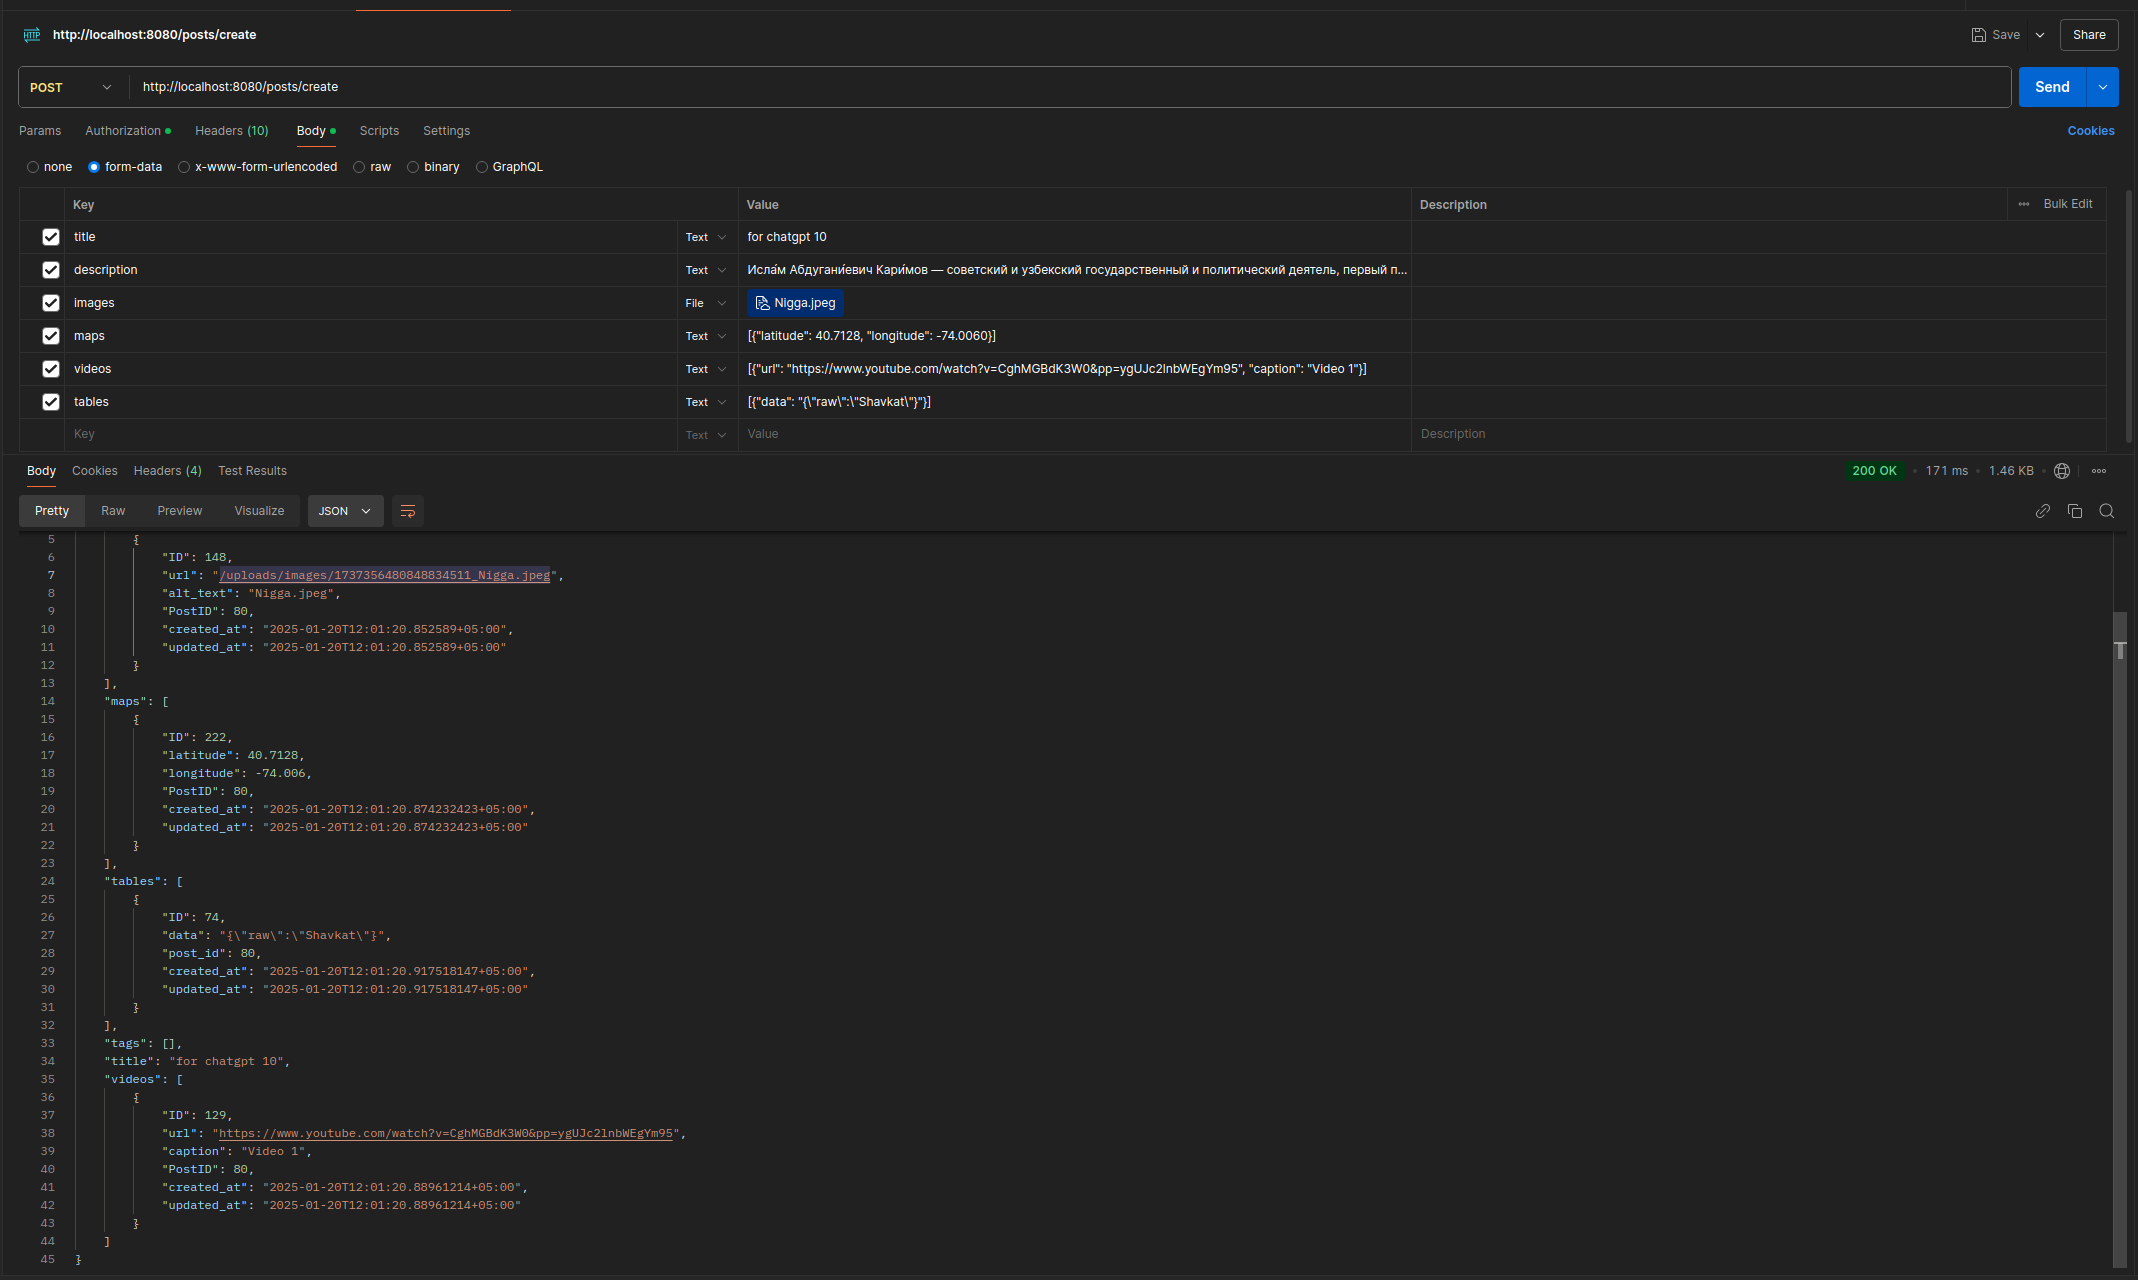 HTTP http://localhost:8080/posts/create Save Share
POST http://localhost:8080/posts/create Send
Params Authorization Headers (10) Body Scripts Settings Cookies
none form-data x-www-form-urlencoded raw binary GraphQL
Key Value Description Bulk Edit
title Text for chatgpt 10
description Text Исла́м Абдугани́евич Кари́мов — советский и узбекский государственный и политический деятель, первый п...
images File Nigga.jpeg
maps Text [{"latitude": 40.7128, "longitude": -74.0060}]
videos Text [{"url": "https://www.youtube.com/watch?v=CghMGBdK3W0&pp=ygUJc2lnbWEgYm95", "caption": "Video 1"}]
tables Text [{"data": "{\"raw\":\"Shavkat\"}"}]
Key Text Value Description
Body Cookies Headers (4) Test Results 200 OK 171 ms 1.46 KB
Pretty Raw Preview Visualize JSON
5 {
6 "ID": 148,
7 "url": "/uploads/images/1737356480848834511_Nigga.jpeg",
8 "alt_text": "Nigga.jpeg",
9 "PostID": 80,
10 "created_at": "2025-01-20T12:01:20.852589+05:00",
11 "updated_at": "2025-01-20T12:01:20.852589+05:00"
12 }
13 ],
14 "maps": [
15 {
16 "ID": 222,
17 "latitude": 40.7128,
18 "longitude": -74.006,
19 "PostID": 80,
20 "created_at": "2025-01-20T12:01:20.874232423+05:00",
21 "updated_at": "2025-01-20T12:01:20.874232423+05:00"
22 }
23 ],
24 "tables": [
25 {
26 "ID": 74,
27 "data": "{\"raw\":\"Shavkat\"}",
28 "post_id": 80,
29 "created_at": "2025-01-20T12:01:20.917518147+05:00",
30 "updated_at": "2025-01-20T12:01:20.917518147+05:00"
31 }
32 ],
33 "tags": [],
34 "title": "for chatgpt 10",
35 "videos": [
36 {
37 "ID": 129,
38 "url": "https://www.youtube.com/watch?v=CghMGBdK3W0&pp=ygUJc2lnbWEgYm95",
39 "caption": "Video 1",
40 "PostID": 80,
41 "created_at": "2025-01-20T12:01:20.88961214+05:00",
42 "updated_at": "2025-01-20T12:01:20.88961214+05:00"
43 }
44 ]
45 }